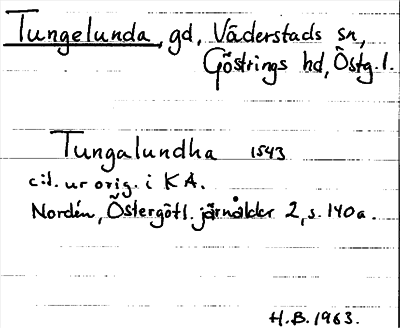 Tungelunda, gd, Väderstads sn,
Göstrings hd, Östg.l.
Tungalundha 1543
cit. ur orig. i KA.
Nordén, Östergötl. järnålder 2, s. 140a.
H.B. 1963.